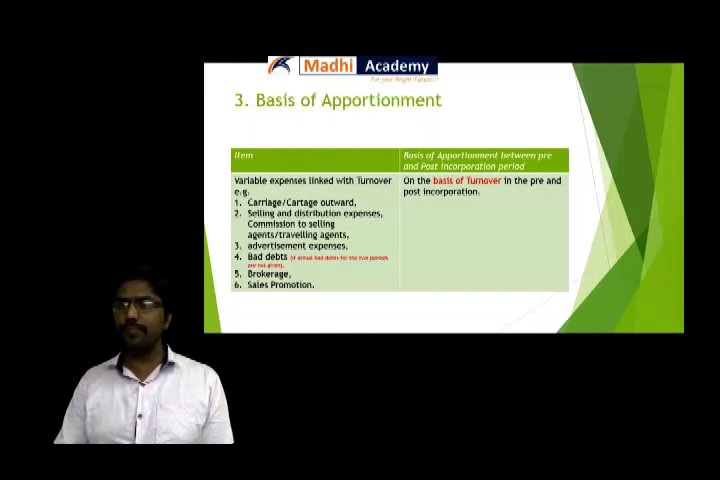 Madhi Academy
For your Bright Future..!
3. Basis of Apportionment
Item
Basis of Apportionment between pre
and Post incorporation period
Variable expenses linked with Turnover
e.g.
1. Carriage/Cartage outward,
2. Selling and distribution expenses,
Commission to selling
agents/travelling agents,
3. advertisement expenses,
4. Bad debts (if actual bad debts for the two periods
are not given),
5. Brokerage,
6. Sales Promotion.
On the basis of Turnover in the pre and
post incorporation.